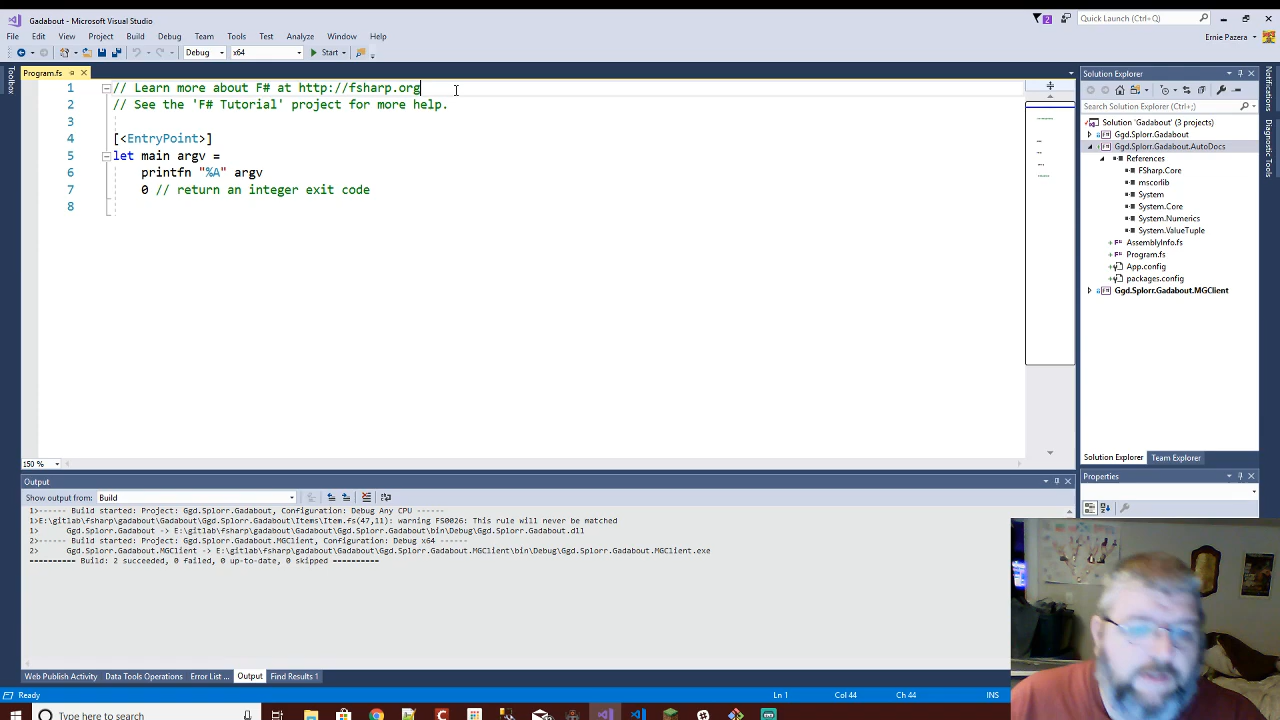 Gadabout - Microsoft Visual Studio
2
Quick Launch (Ctrl+Q)
File Edit View Project Build Debug Team Tools Test Analyze Window Help
Ernie Pazera
Debug x64 Start
Toolbox
Program.fs
1 // Learn more about F# at http://fsharp.org
2 // See the 'F# Tutorial' project for more help.
3
4 [<EntryPoint>]
5 let main argv =
6 printfn "%A" argv
7 0 // return an integer exit code
8
150 %
Solution Explorer
Search Solution Explorer (Ctrl+;)
Solution 'Gadabout' (3 projects)
Ggd.Splorr.Gadabout
Ggd.Splorr.Gadabout.AutoDocs
References
FSharp.Core
mscorlib
System
System.Core
System.Numerics
System.ValueTuple
AssemblyInfo.fs
Program.fs
App.config
packages.config
Ggd.Splorr.Gadabout.MGClient
Solution Explorer Team Explorer
Properties
Notifications
Diagnostic Tools
Output
Show output from: Build
1>------ Build started: Project: Ggd.Splorr.Gadabout, Configuration: Debug Any CPU ------
1>E:\gitlab\fsharp\gadabout\Gadabout\Ggd.Splorr.Gadabout\Items\Item.fs(47,11): warning FS0026: This rule will never be matched
1> Ggd.Splorr.Gadabout -> E:\gitlab\fsharp\gadabout\Gadabout\Ggd.Splorr.Gadabout\bin\Debug\Ggd.Splorr.Gadabout.dll
2>------ Build started: Project: Ggd.Splorr.Gadabout.MGClient, Configuration: Debug x64 ------
2> Ggd.Splorr.Gadabout.MGClient -> E:\gitlab\fsharp\gadabout\Gadabout\Ggd.Splorr.Gadabout.MGClient\bin\Debug\Ggd.Splorr.Gadabout.MGClient.exe
========== Build: 2 succeeded, 0 failed, 0 up-to-date, 0 skipped ==========
Web Publish Activity Data Tools Operations Error List ... Output Find Results 1
Ready Ln 1 Col 44 Ch 44 INS
Type here to search